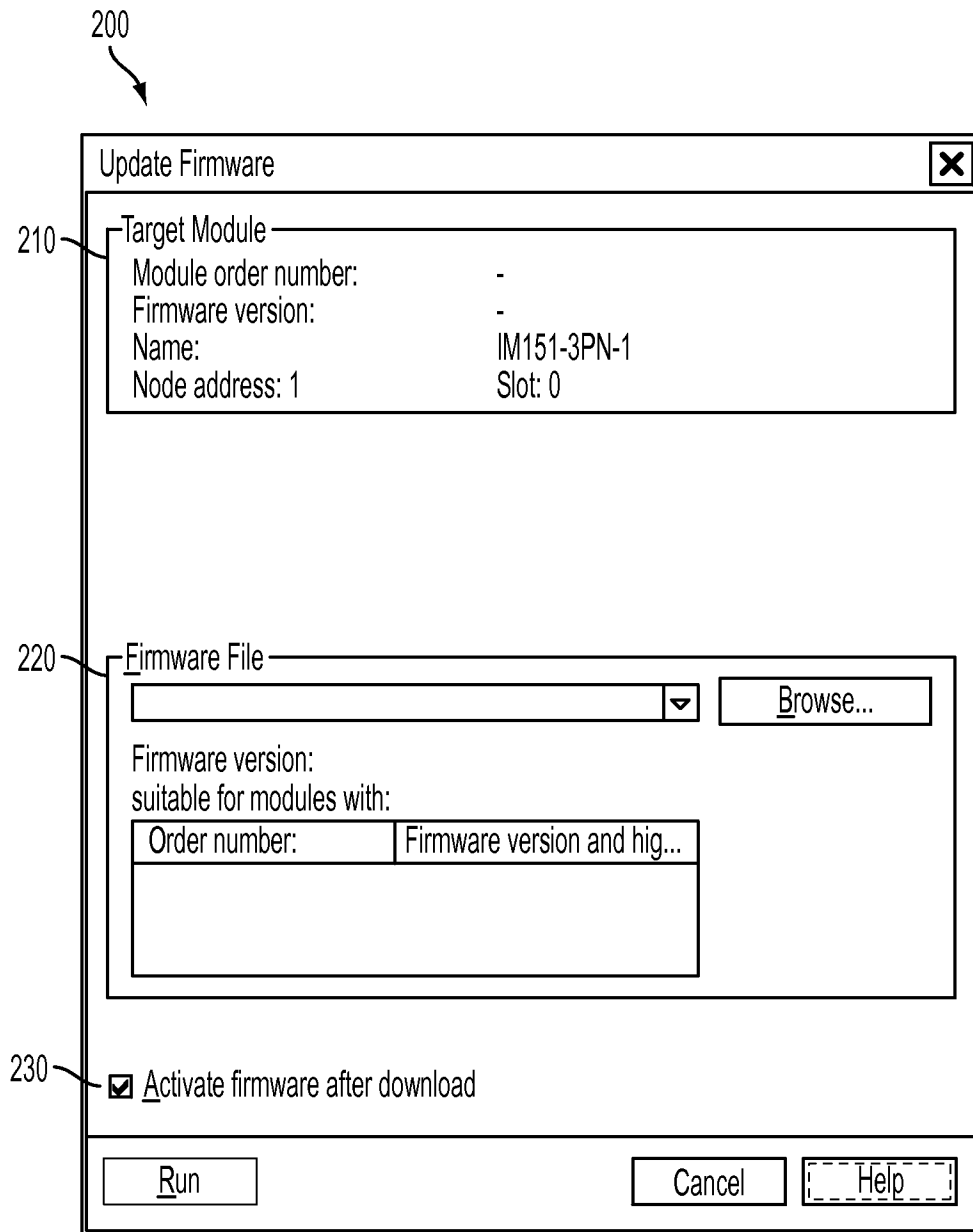 200
Update Firmware
210
Target Module
Module order number: -
Firmware version: -
Name: IM151-3PN-1
Node address: 1 Slot: 0
220
Firmware File
Browse...
Firmware version:
suitable for modules with:
Order number: Firmware version and hig...
230
Activate firmware after download
Run Cancel Help